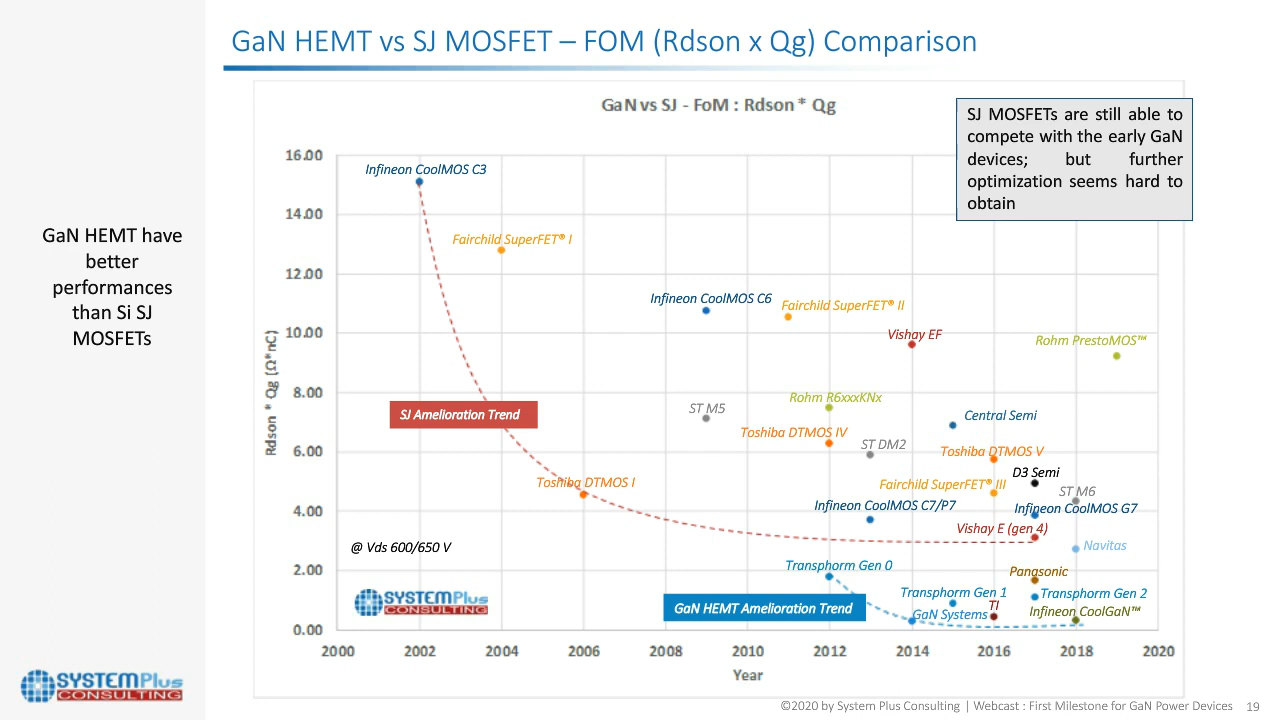 GaN HEMT vs SJ MOSFET – FOM (Rdson x Qg) Comparison
GaN HEMT have
better
performances
than Si SJ
MOSFETs
GaN vs SJ - FoM : Rdson * Qg
SJ MOSFETs are still able to
compete with the early GaN
devices; but further
optimization seems hard to
obtain
Rdson * Qg (Ω*nC)
16.00
14.00
12.00
10.00
8.00
6.00
4.00
2.00
0.00
Infineon CoolMOS C3
Fairchild SuperFET® I
Infineon CoolMOS C6
Fairchild SuperFET® II
Vishay EF
Rohm PrestoMOS™
Rohm R6xxxKNx
ST M5
SJ Amelioration Trend
Central Semi
Toshiba DTMOS IV
ST DM2
Toshiba DTMOS V
D3 Semi
Toshiba DTMOS I
Fairchild SuperFET® III
ST M6
Infineon CoolMOS C7/P7
Infineon CoolMOS G7
Vishay E (gen 4)
@ Vds 600/650 V
Navitas
Transphorm Gen 0
Panasonic
Transphorm Gen 1
Transphorm Gen 2
TI
GaN HEMT Amelioration Trend
GaN Systems
Infineon CoolGaN™
SYSTEMPlus
CONSULTING
2000 2002 2004 2006 2008 2010 2012 2014 2016 2018 2020
Year
SYSTEMPlus
CONSULTING
©2020 by System Plus Consulting | Webcast : First Milestone for GaN Power Devices 19